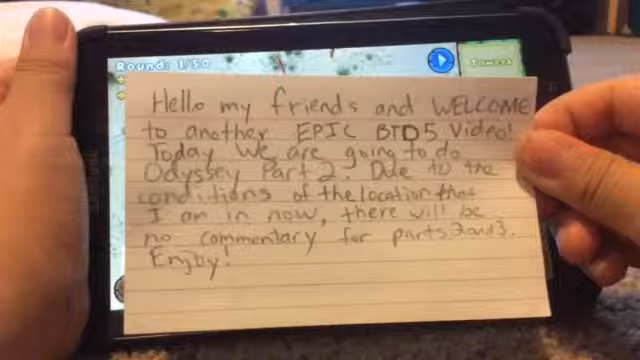 Round: 1/50
Towers
Hello my friends and WELCOME
to another EPIC BTD5 Video!
Today we are going to do
Odyssey Part 2. Due to the
conditions of the location that
I am in now, there will be
no commentary for parts 2 and 3.
Enjoy!